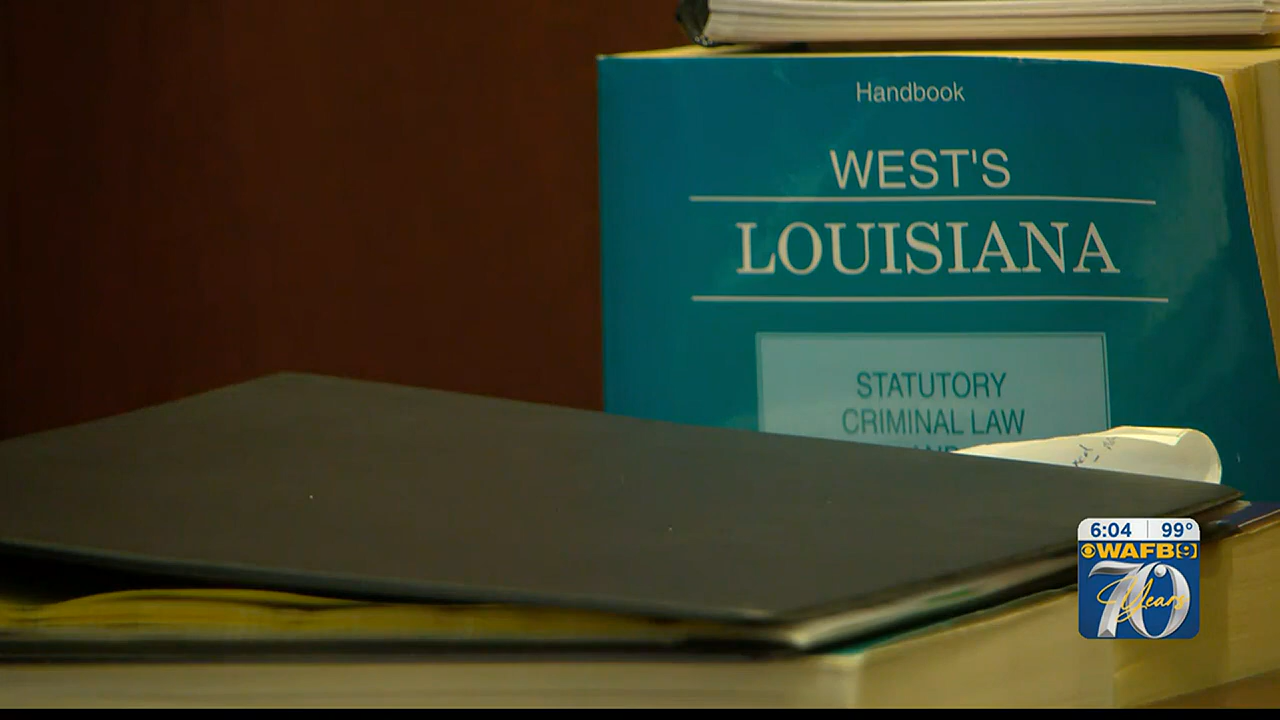 Handbook
WEST'S
LOUISIANA
STATUTORY
CRIMINAL LAW
6:04 99°
WAFB 9
70
Years